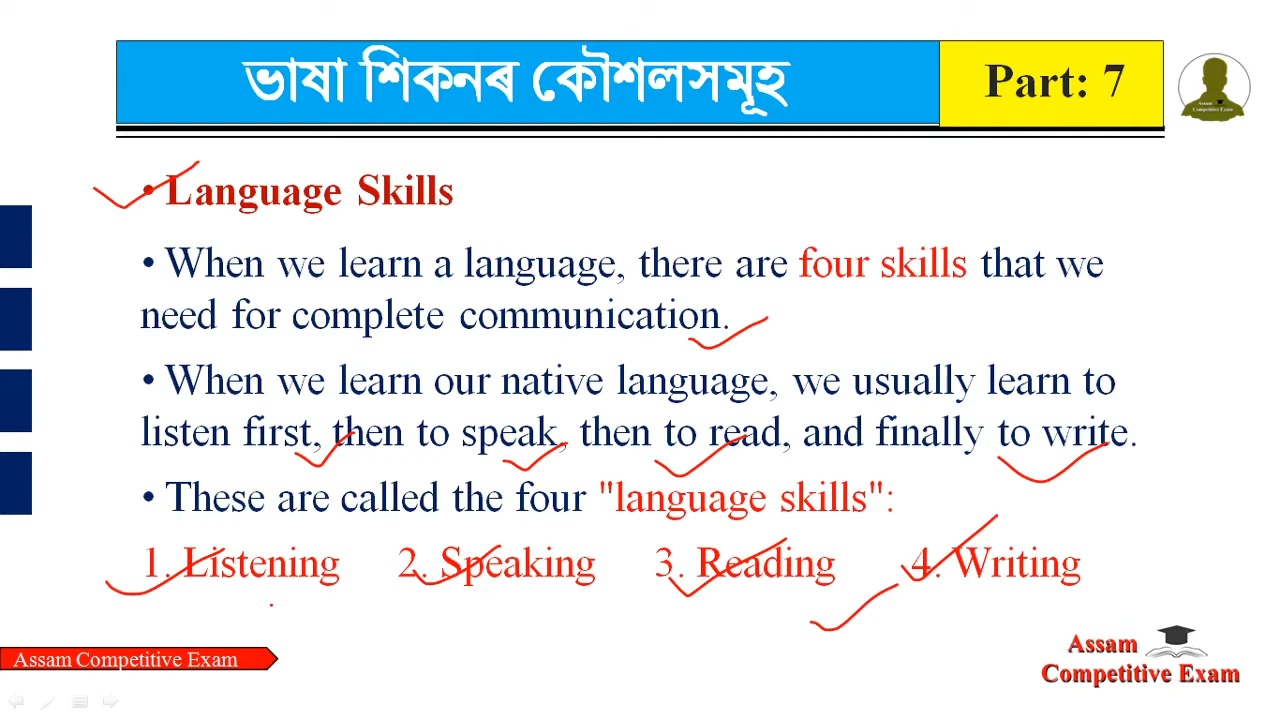 ভাষা শিকনৰ কৌশলসমূহ
Part: 7
• Language Skills
• When we learn a language, there are four skills that we
need for complete communication.
• When we learn our native language, we usually learn to
listen first, then to speak, then to read, and finally to write.
• These are called the four "language skills":
1. Listening 2. Speaking 3. Reading 4. Writing
Assam Competitive Exam
Assam
Competitive Exam
Assam
Competitive Exam